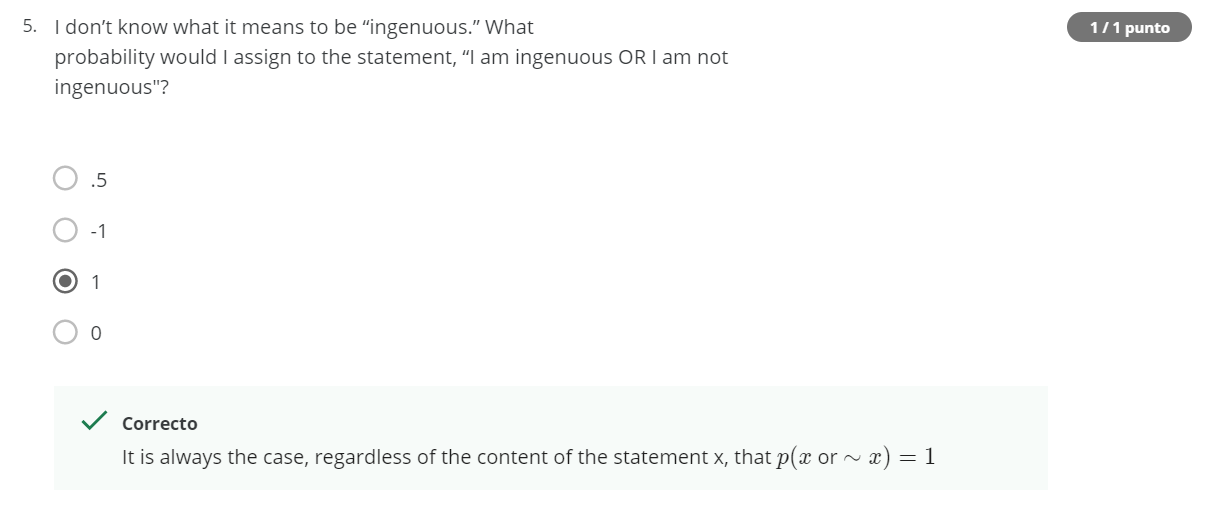 5. I don’t know what it means to be “ingenuous.” What
1 / 1 punto
probability would I assign to the statement, “I am ingenuous OR I am not
ingenuous"?
.5
-1
1
0
Correcto
It is always the case, regardless of the content of the statement x, that p(x or ~ x) = 1